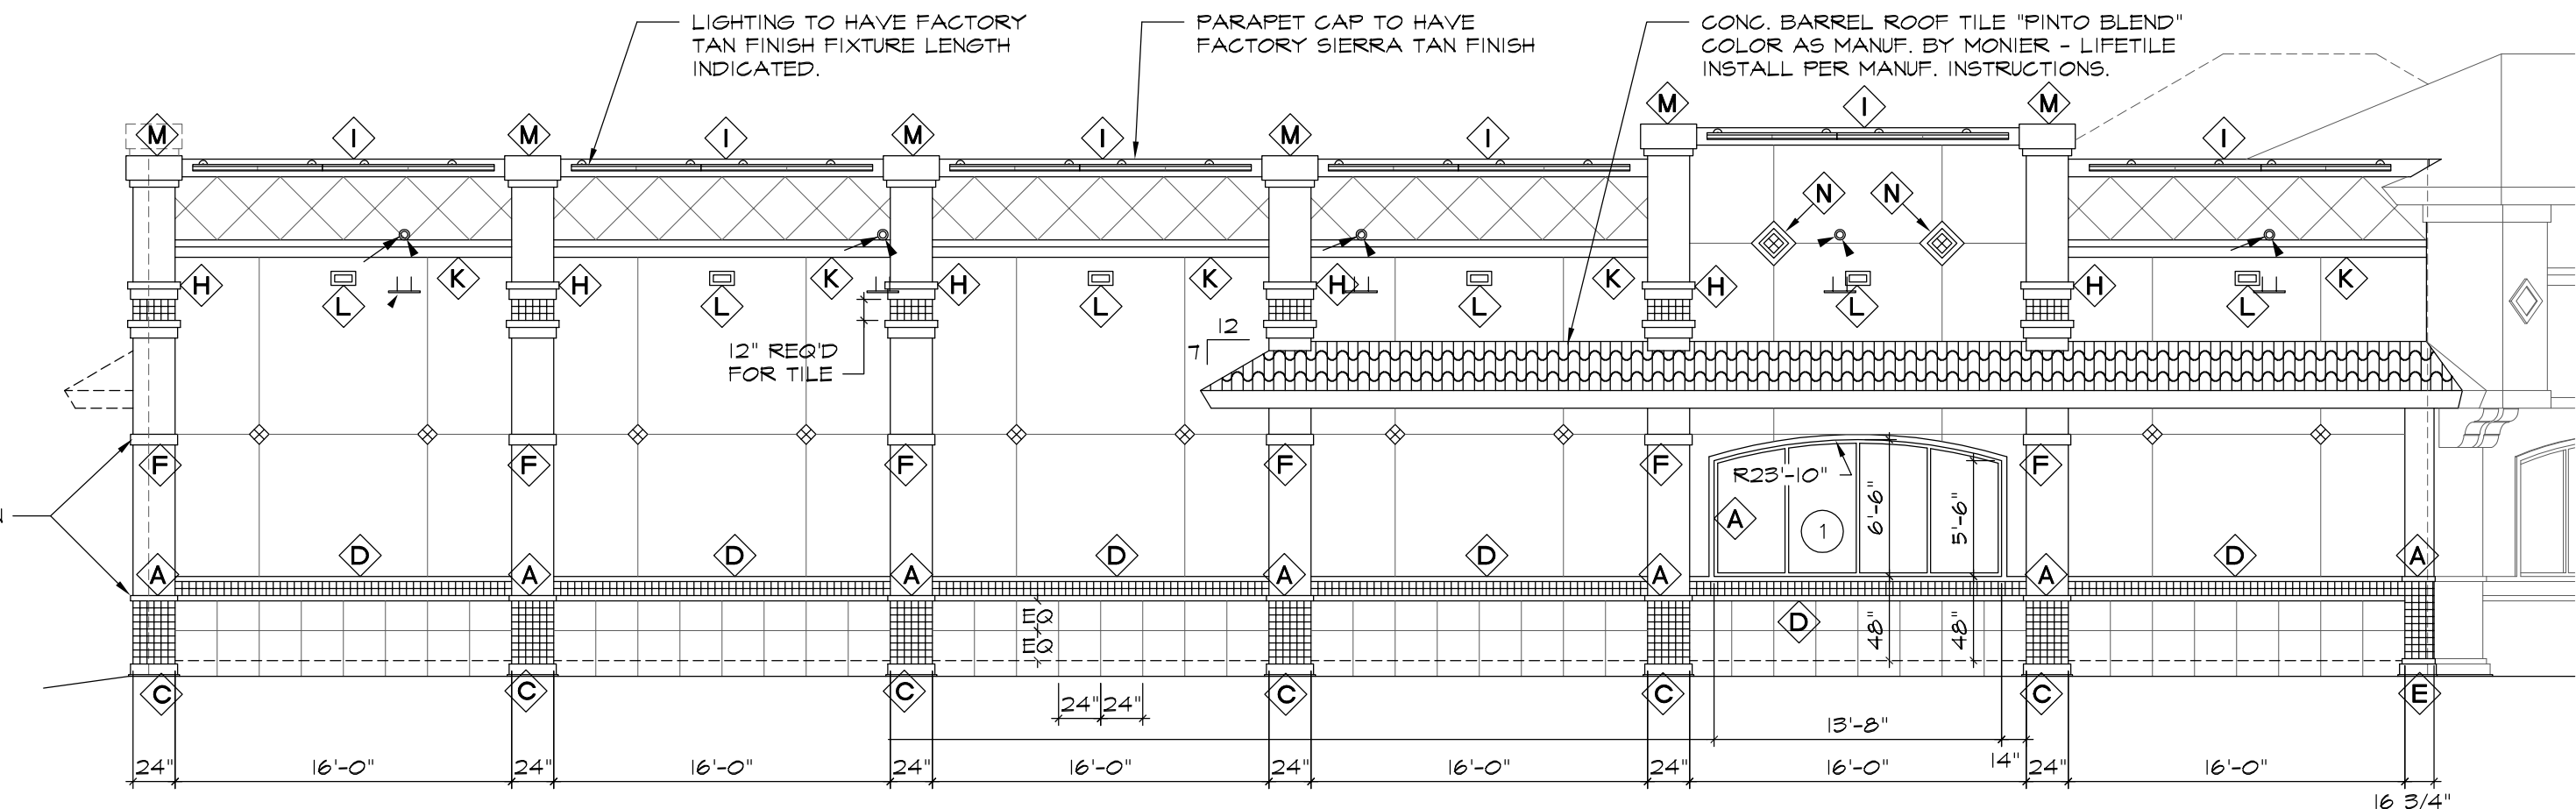 LIGHTING TO HAVE FACTORY
TAN FINISH FIXTURE LENGTH
INDICATED.
PARAPET CAP TO HAVE
FACTORY SIERRA TAN FINISH
CONC. BARREL ROOF TILE "PINTO BLEND"
COLOR AS MANUF. BY MONIER - LIFETILE
INSTALL PER MANUF. INSTRUCTIONS.
M I M I M I M I M I M I
N N
H L K H L K H L K H L K H L H L K
12
7
12" REQ'D
FOR TILE
F F F F F F
R23'-10"
N
A 1 6'-6" 5'-6"
D D D D D
A A A A A A A
EQ
EQ
D 48" 48"
C C C C C C E
24" 24"
13'-8"
14"
24" 16'-0" 24" 16'-0" 24" 16'-0" 24" 16'-0" 24" 16'-0" 24" 16'-0"
16 3/4"